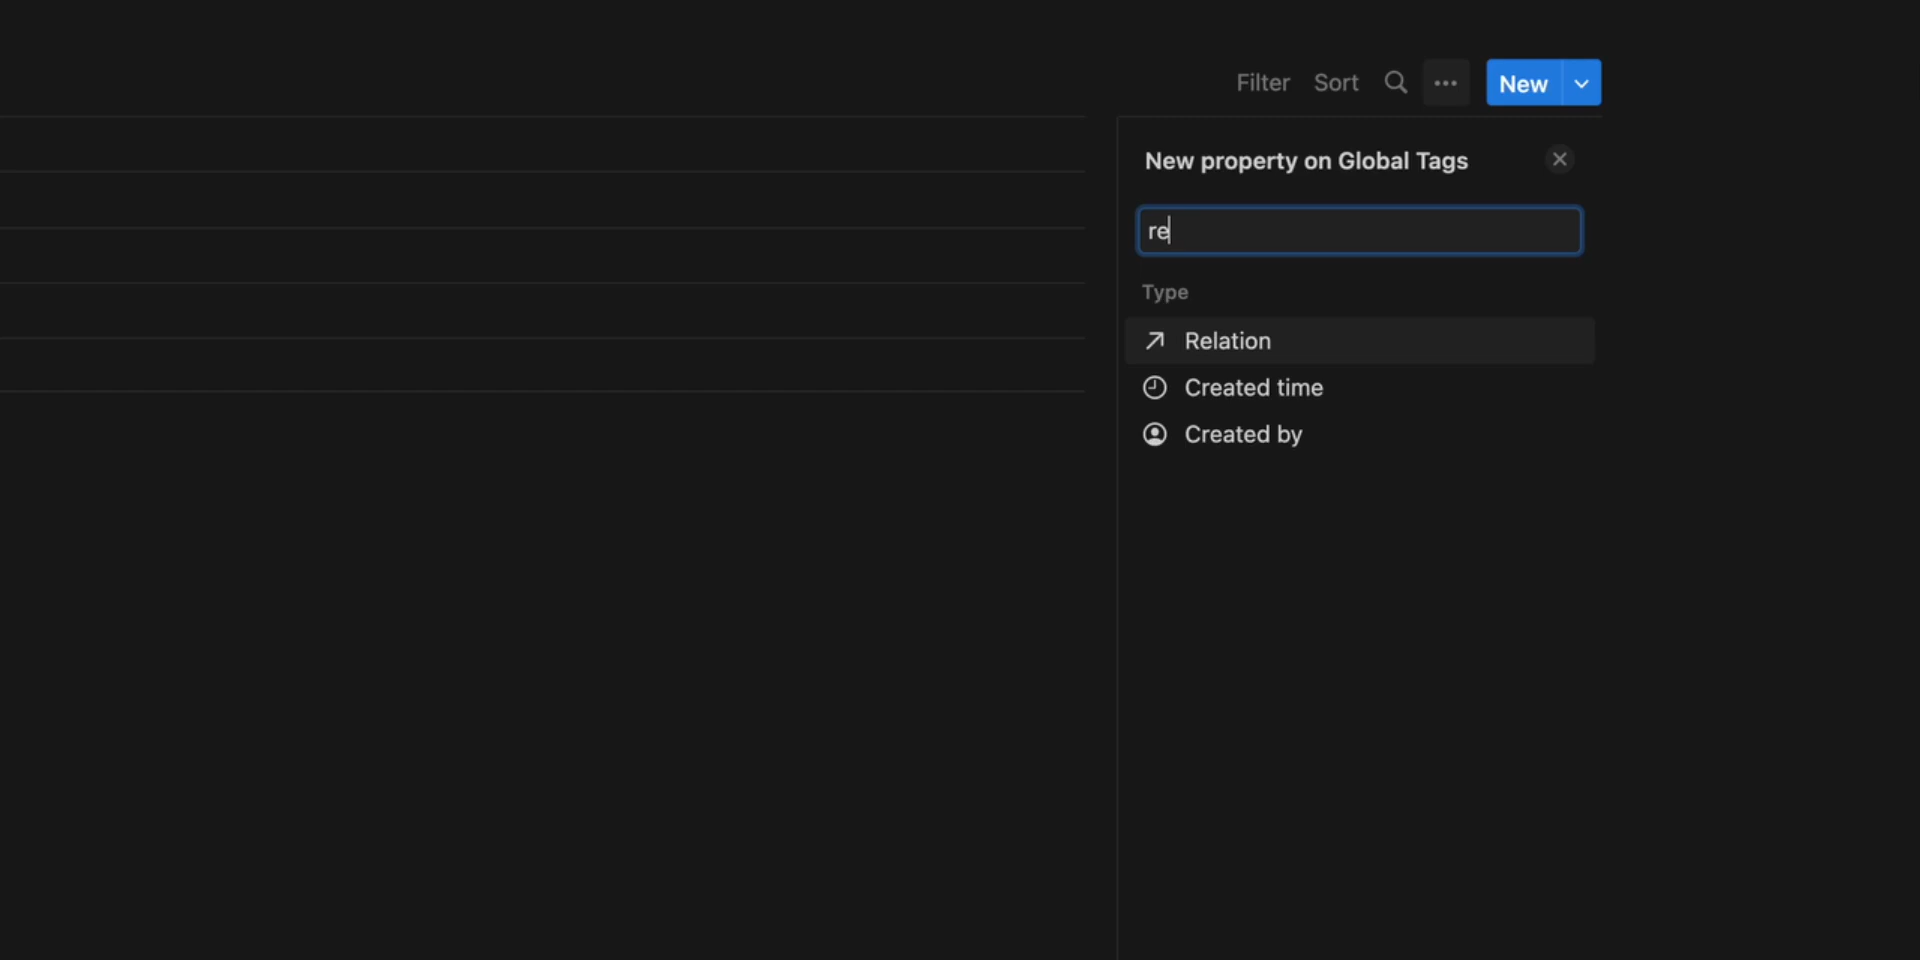 Filter Sort New
New property on Global Tags
re
Type
Relation
Created time
Created by